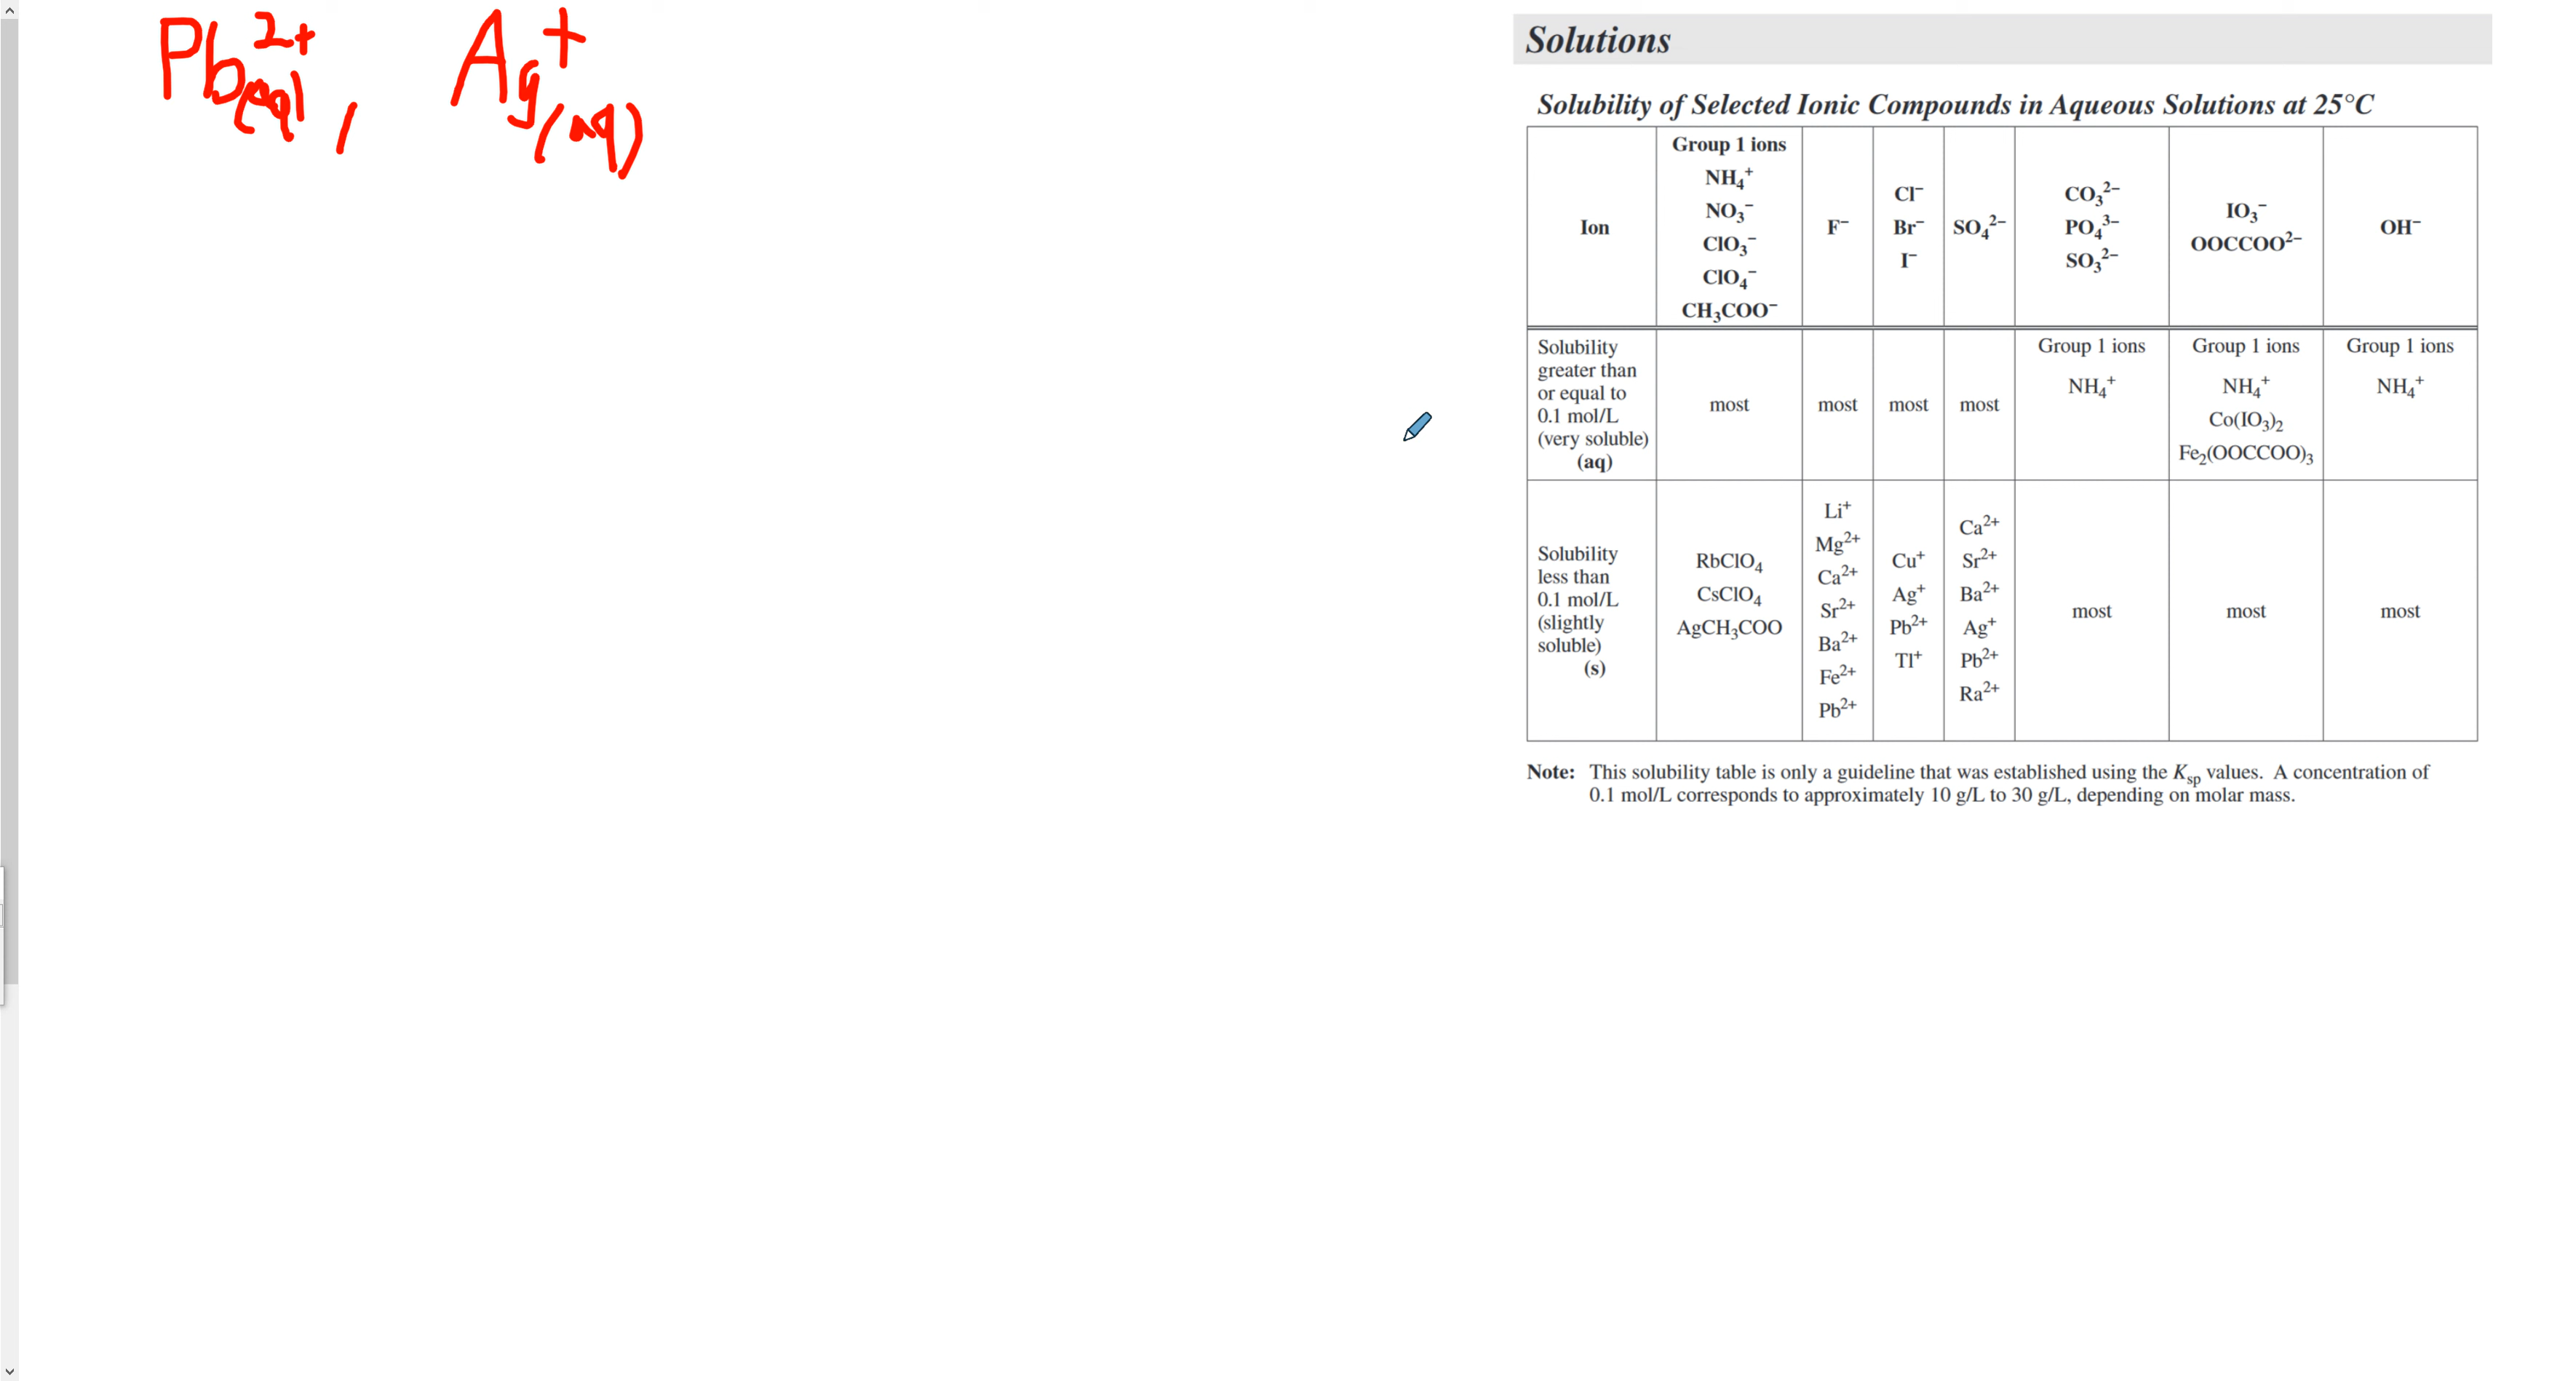 Pb²⁺(aq), Ag⁺(aq)
Solutions
Solubility of Selected Ionic Compounds in Aqueous Solutions at 25°C
Ion
Group 1 ions
NH₄⁺
NO₃⁻
ClO₃⁻
ClO₄⁻
CH₃COO⁻
F⁻
Cl⁻
Br⁻
I⁻
SO₄²⁻
CO₃²⁻
PO₄³⁻
SO₃²⁻
IO₃⁻
OOCCOO²⁻
OH⁻
Solubility
greater than
or equal to
0.1 mol/L
(very soluble)
(aq)
most
most
most
most
Group 1 ions
NH₄⁺
Group 1 ions
NH₄⁺
Co(IO₃)₂
Fe₂(OOCCOO)₃
Group 1 ions
NH₄⁺
Solubility
less than
0.1 mol/L
(slightly
soluble)
(s)
RbClO₄
CsClO₄
AgCH₃COO
Li⁺
Mg²⁺
Ca²⁺
Sr²⁺
Ba²⁺
Fe²⁺
Pb²⁺
Cu⁺
Ag⁺
Pb²⁺
Tl⁺
Ca²⁺
Sr²⁺
Ba²⁺
Ag⁺
Pb²⁺
Ra²⁺
most
most
most
Note: This solubility table is only a guideline that was established using the Kₛₚ values. A concentration of
0.1 mol/L corresponds to approximately 10 g/L to 30 g/L, depending on molar mass.